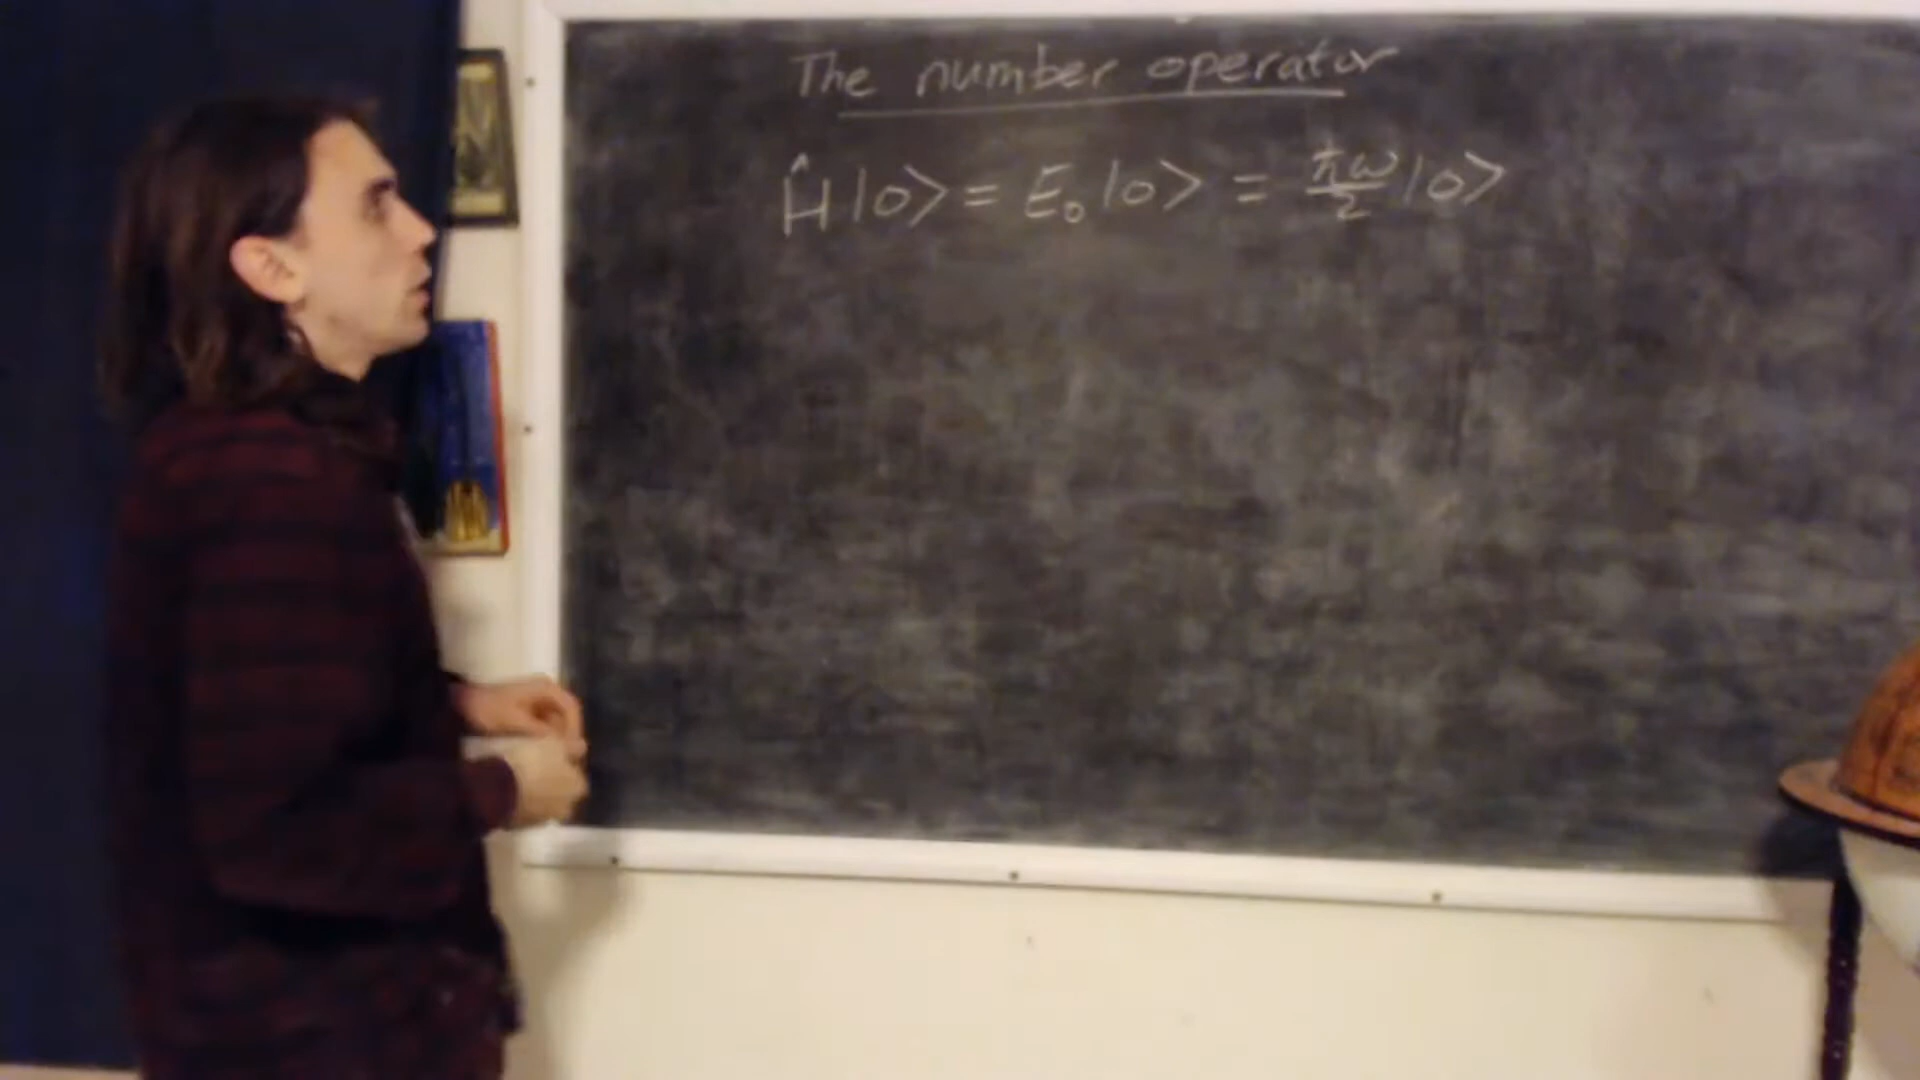 The number operator
Ĥ|0> = E₀|0> = ħω/2 |0>